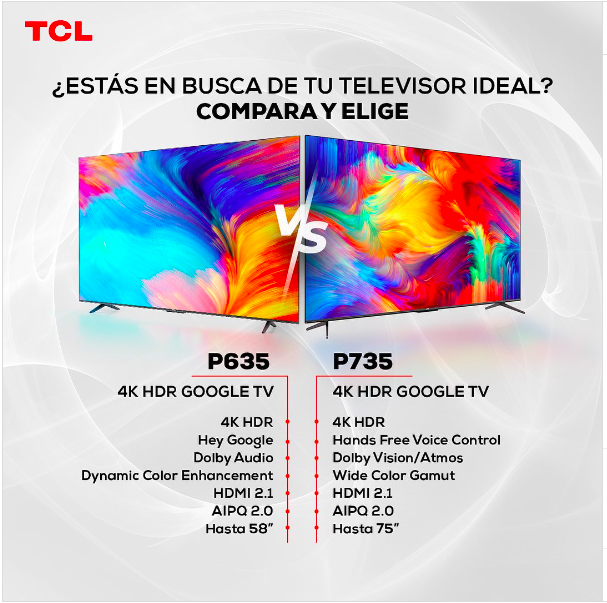 TCL
¿ESTÁS EN BUSCA DE TU TELEVISOR IDEAL?
COMPARA Y ELIGE
VS
P635
4K HDR GOOGLE TV
4K HDR
Hey Google
Dolby Audio
Dynamic Color Enhancement
HDMI 2.1
AIPQ 2.0
Hasta 58”
P735
4K HDR GOOGLE TV
4K HDR
Hands Free Voice Control
Dolby Vision/Atmos
Wide Color Gamut
HDMI 2.1
AIPQ 2.0
Hasta 75”